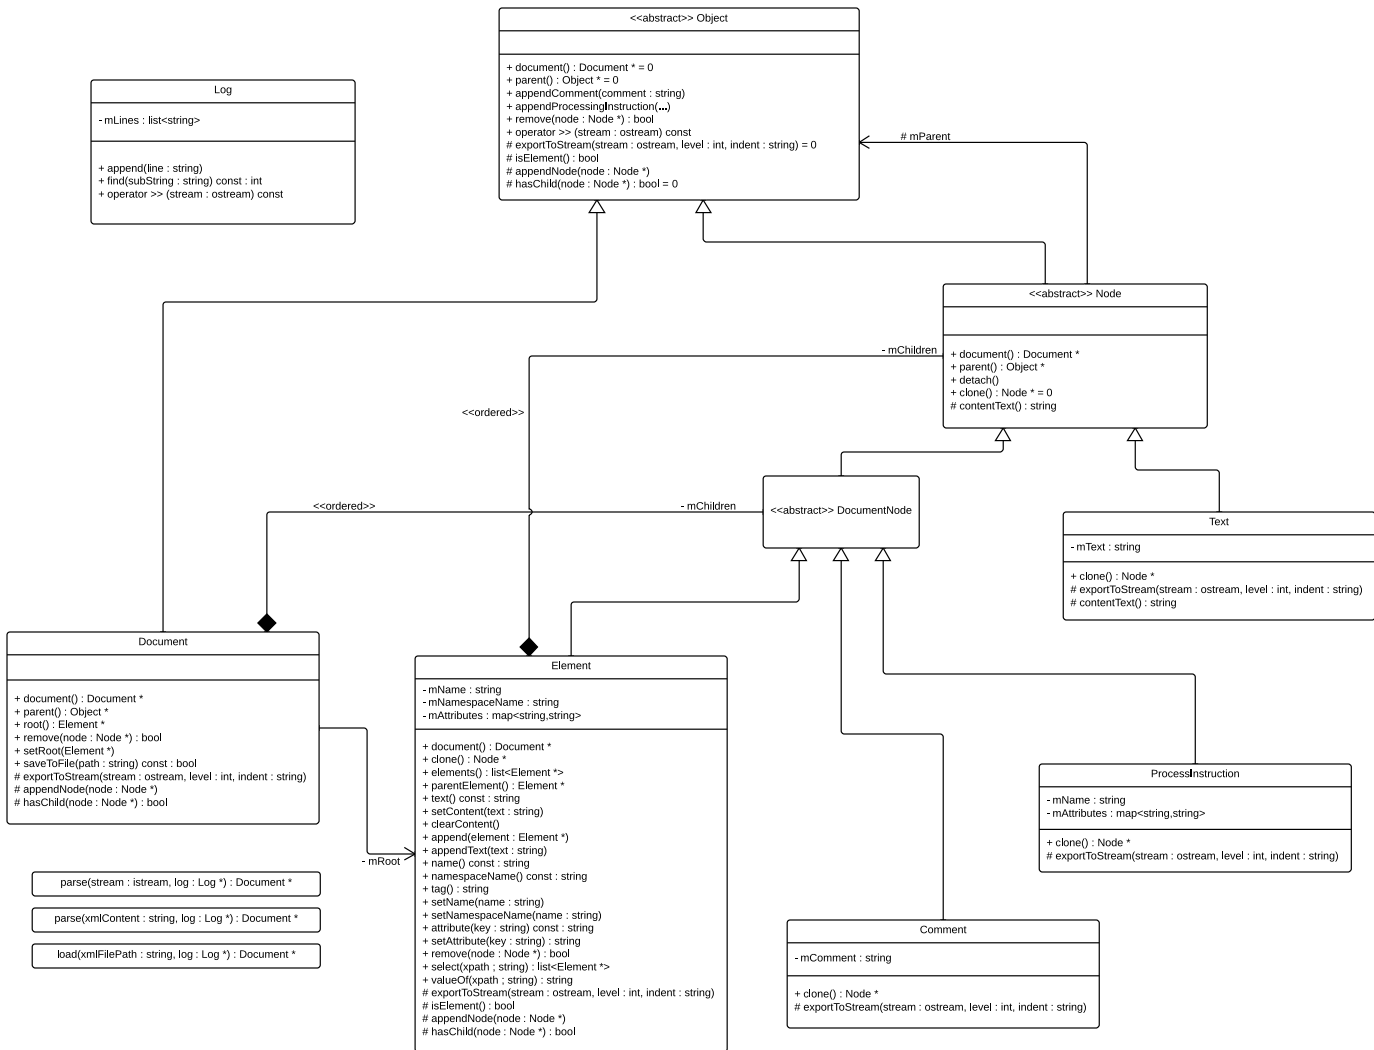 <<abstract>> Object
+ document() : Document * = 0
+ parent() : Object * = 0
+ appendComment(comment : string)
+ appendProcessingInstruction(...)
+ remove(node : Node *) : bool
+ operator >> (stream : ostream) const
# exportToStream(stream : ostream, level : int, indent : string) = 0
# isElement() : bool
# appendNode(node : Node *)
# hasChild(node : Node *) : bool = 0
Log
- mLines : list<string>
+ append(line : string)
+ find(subString : string) const : int
+ operator >> (stream : ostream) const
# mParent
<<abstract>> Node
+ document() : Document *
+ parent() : Object *
+ detach()
+ clone() : Node * = 0
# contentText() : string
- mChildren
<<ordered>>
<<ordered>>
- mChildren
<<abstract>> DocumentNode
Text
- mText : string
+ clone() : Node *
# exportToStream(stream : ostream, level : int, indent : string)
# contentText() : string
Document
+ document() : Document *
+ parent() : Object *
+ root() : Element *
+ remove(node : Node *) : bool
+ setRoot(Element *)
+ saveToFile(path : string) const : bool
# exportToStream(stream : ostream, level : int, indent : string)
# appendNode(node : Node *)
# hasChild(node : Node *) : bool
- mRoot
Element
- mName : string
- mNamespaceName : string
- mAttributes : map<string,string>
+ document() : Document *
+ clone() : Node *
+ elements() : list<Element *>
+ parentElement() : Element *
+ text() const : string
+ setContent(text : string)
+ clearContent()
+ append(element : Element *)
+ appendText(text : string)
+ name() const : string
+ namespaceName() const : string
+ tag() : string
+ setName(name : string)
+ setNamespaceName(name : string)
+ attribute(key : string) const : string
+ setAttribute(key : string) : string
+ remove(node : Node *) : bool
+ select(xpath ; string) : list<Element *>
+ valueOf(xpath ; string) : string
# exportToStream(stream : ostream, level : int, indent : string)
# isElement() : bool
# appendNode(node : Node *)
# hasChild(node : Node *) : bool
ProcessInstruction
- mName : string
- mAttributes : map<string,string>
+ clone() : Node *
# exportToStream(stream : ostream, level : int, indent : string)
Comment
- mComment : string
+ clone() : Node *
# exportToStream(stream : ostream, level : int, indent : string)
parse(stream : istream, log : Log *) : Document *
parse(xmlContent : string, log : Log *) : Document *
load(xmlFilePath : string, log : Log *) : Document *